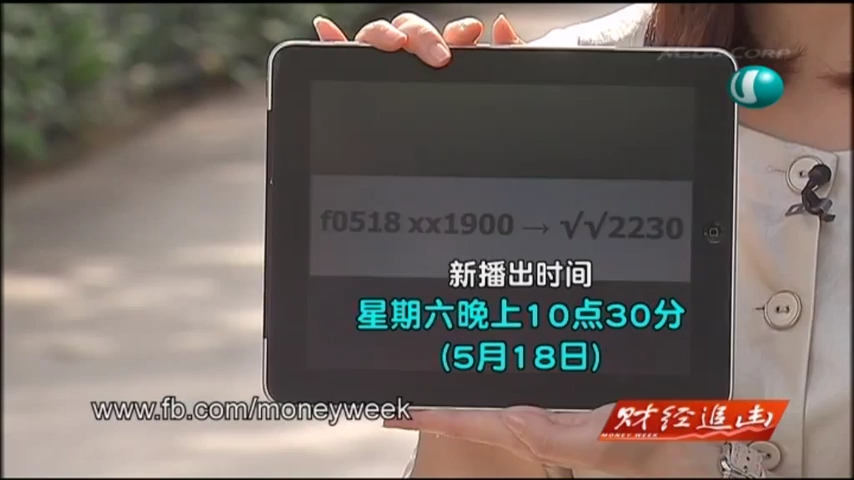 MEDIACORP
f0518 xx1900 → √√2230
新播出时间
星期六晚上10点30分
(5月18日)
www.fb.com/moneyweek
财经追击
MONEY WEEK